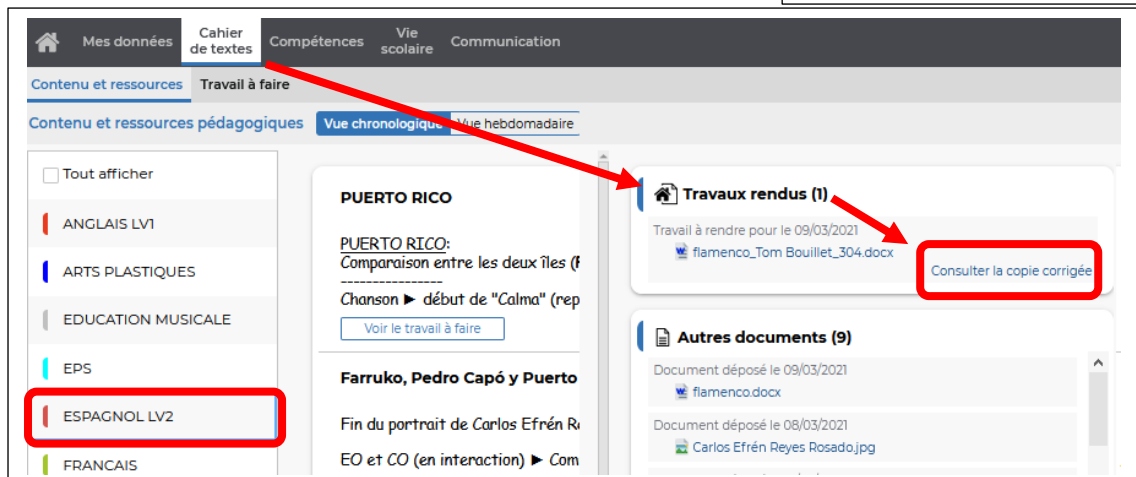 Mes données
Cahier
de textes
Compétences
Vie
scolaire
Communication
Contenu et ressources
Travail à faire
Contenu et ressources pédagogiques
Vue chronologique
Vue hebdomadaire
Tout afficher
ANGLAIS LV1
ARTS PLASTIQUES
EDUCATION MUSICALE
EPS
ESPAGNOL LV2
FRANCAIS
PUERTO RICO
PUERTO RICO:
Comparaison entre les deux îles (F
----------------
Chanson ► début de "Calma" (rep
Voir le travail à faire
Farruko, Pedro Capó y Puerto
Fin du portrait de Carlos Efrén R
EO et CO (en interaction) ► Com
Travaux rendus (1)
Travail à rendre pour le 09/03/2021
flamenco_Tom Bouillet_304.docx
Consulter la copie corrigée
Autres documents (9)
Document déposé le 09/03/2021
flamenco.docx
Document déposé le 08/03/2021
Carlos Efrén Reyes Rosado.jpg